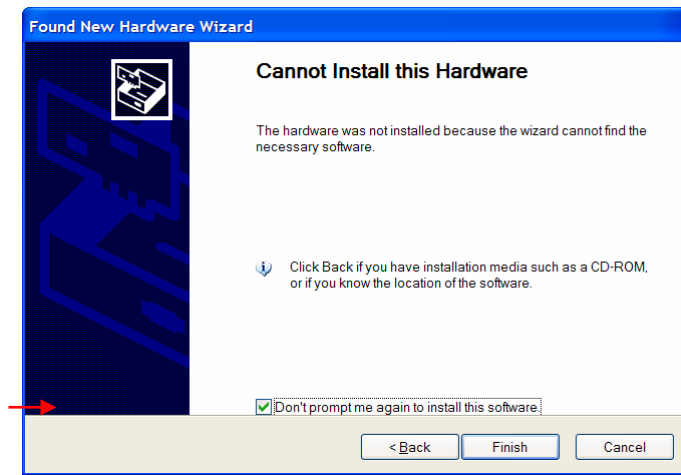 Found New Hardware Wizard
Cannot Install this Hardware
The hardware was not installed because the wizard cannot find the
necessary software.
Click Back if you have installation media such as a CD-ROM,
or if you know the location of the software.
Don't prompt me again to install this software.
< Back
Finish
Cancel